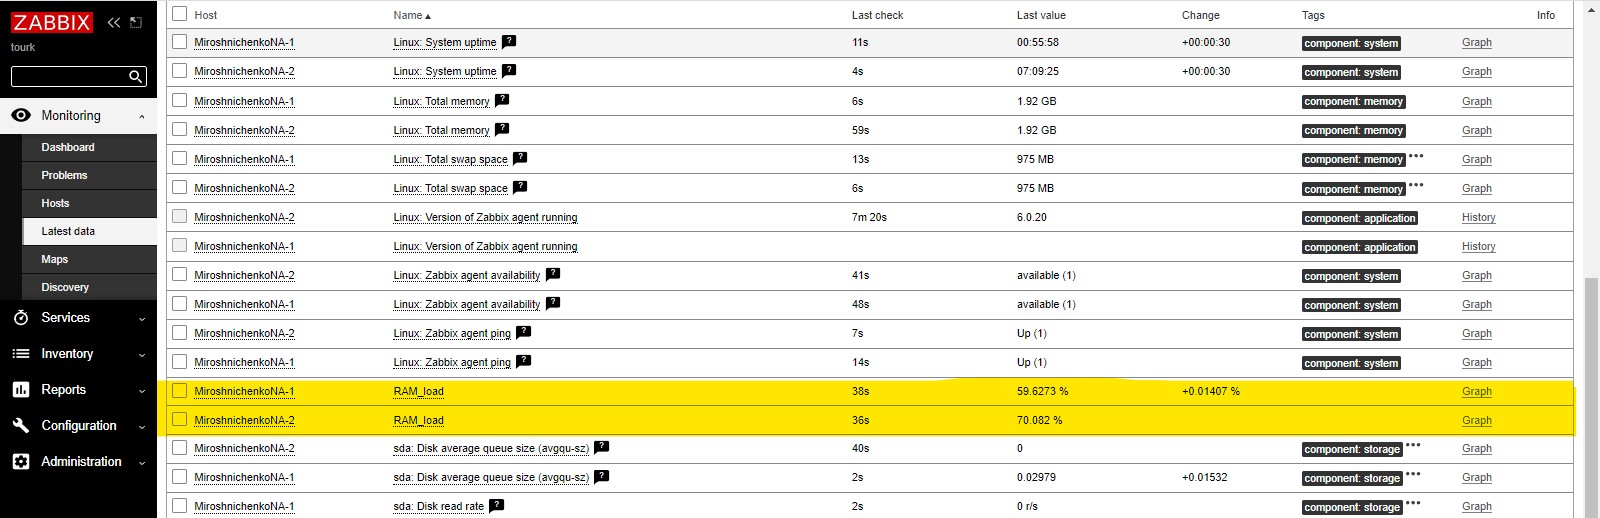 ZABBIX
tourk
Monitoring
Dashboard
Problems
Hosts
Latest data
Maps
Discovery
Services
Inventory
Reports
Configuration
Administration
Host Name Last check Last value Change Tags Info
MiroshnichenkoNA-1 Linux: System uptime ? 11s 00:55:58 +00:00:30 component: system Graph
MiroshnichenkoNA-2 Linux: System uptime ? 4s 07:09:25 +00:00:30 component: system Graph
MiroshnichenkoNA-1 Linux: Total memory ? 6s 1.92 GB component: memory Graph
MiroshnichenkoNA-2 Linux: Total memory ? 59s 1.92 GB component: memory Graph
MiroshnichenkoNA-1 Linux: Total swap space ? 13s 975 MB component: memory ••• Graph
MiroshnichenkoNA-2 Linux: Total swap space ? 6s 975 MB component: memory ••• Graph
MiroshnichenkoNA-2 Linux: Version of Zabbix agent running 7m 20s 6.0.20 component: application History
MiroshnichenkoNA-1 Linux: Version of Zabbix agent running component: application History
MiroshnichenkoNA-2 Linux: Zabbix agent availability ? 41s available (1) component: system Graph
MiroshnichenkoNA-1 Linux: Zabbix agent availability ? 48s available (1) component: system Graph
MiroshnichenkoNA-2 Linux: Zabbix agent ping ? 7s Up (1) component: system Graph
MiroshnichenkoNA-1 Linux: Zabbix agent ping ? 14s Up (1) component: system Graph
MiroshnichenkoNA-1 RAM_load 38s 59.6273 % +0.01407 % Graph
MiroshnichenkoNA-2 RAM_load 36s 70.082 % Graph
MiroshnichenkoNA-2 sda: Disk average queue size (avgqu-sz) ? 40s 0 component: storage ••• Graph
MiroshnichenkoNA-1 sda: Disk average queue size (avgqu-sz) ? 2s 0.02979 +0.01532 component: storage ••• Graph
MiroshnichenkoNA-1 sda: Disk read rate ? 2s 0 r/s component: storage ••• Graph